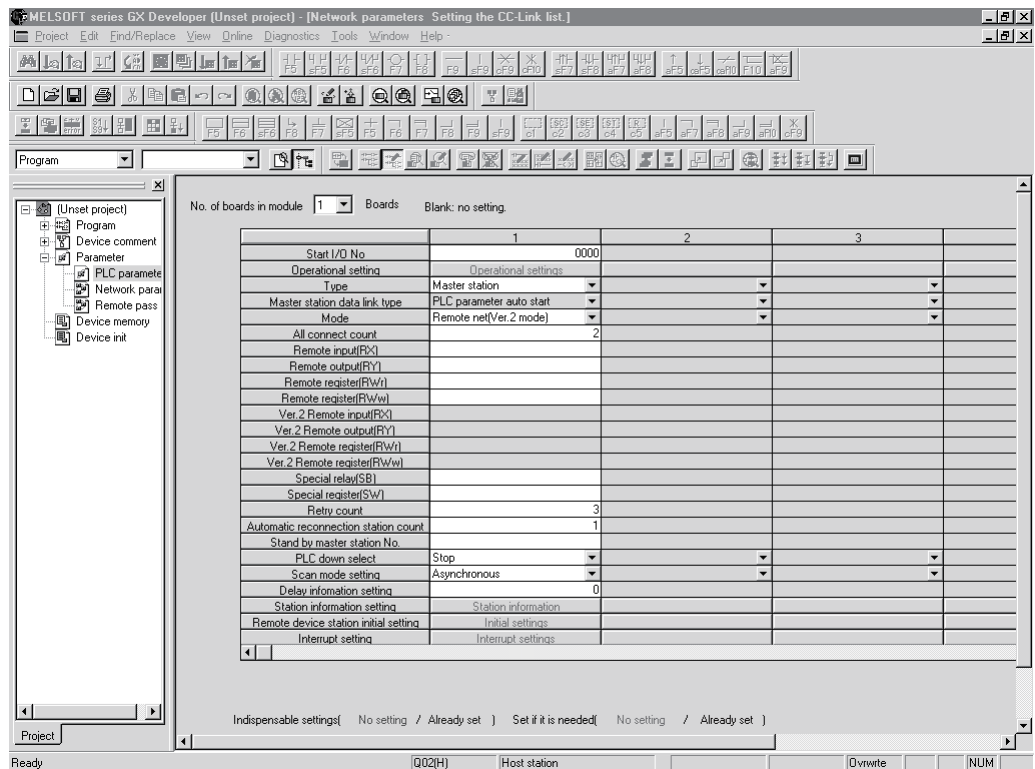 MELSOFT series GX Developer (Unset project) - [Network parameters Setting the CC-Link list.]
Project Edit Find/Replace View Online Diagnostics Tools Window Help
Program
(Unset project)
Program
Device comment
Parameter
PLC paramete
Network parar
Remote pass
Device memory
Device init
Project
No. of boards in module 1 Boards Blank: no setting.
1 2 3
Start I/O No 0000
Operational setting Operational settings
Type Master station
Master station data link type PLC parameter auto start
Mode Remote net(Ver.2 mode)
All connect count 2
Remote input(RX)
Remote output(RY)
Remote register(RWr)
Remote register(RWw)
Ver.2 Remote input(RX)
Ver.2 Remote output(RY)
Ver.2 Remote register(RWr)
Ver.2 Remote register(RWw)
Special relay(SB)
Special register(SW)
Retry count 3
Automatic reconnection station count 1
Stand by master station No.
PLC down select Stop
Scan mode setting Asynchronous
Delay infomation setting 0
Station information setting Station information
Remote device station initial setting Initial settings
Interrupt setting Interrupt settings
Indispensable settings( No setting / Already set ) Set if it is needed( No setting / Already set )
Ready Q02(H) Host station Ovrwrte NUM